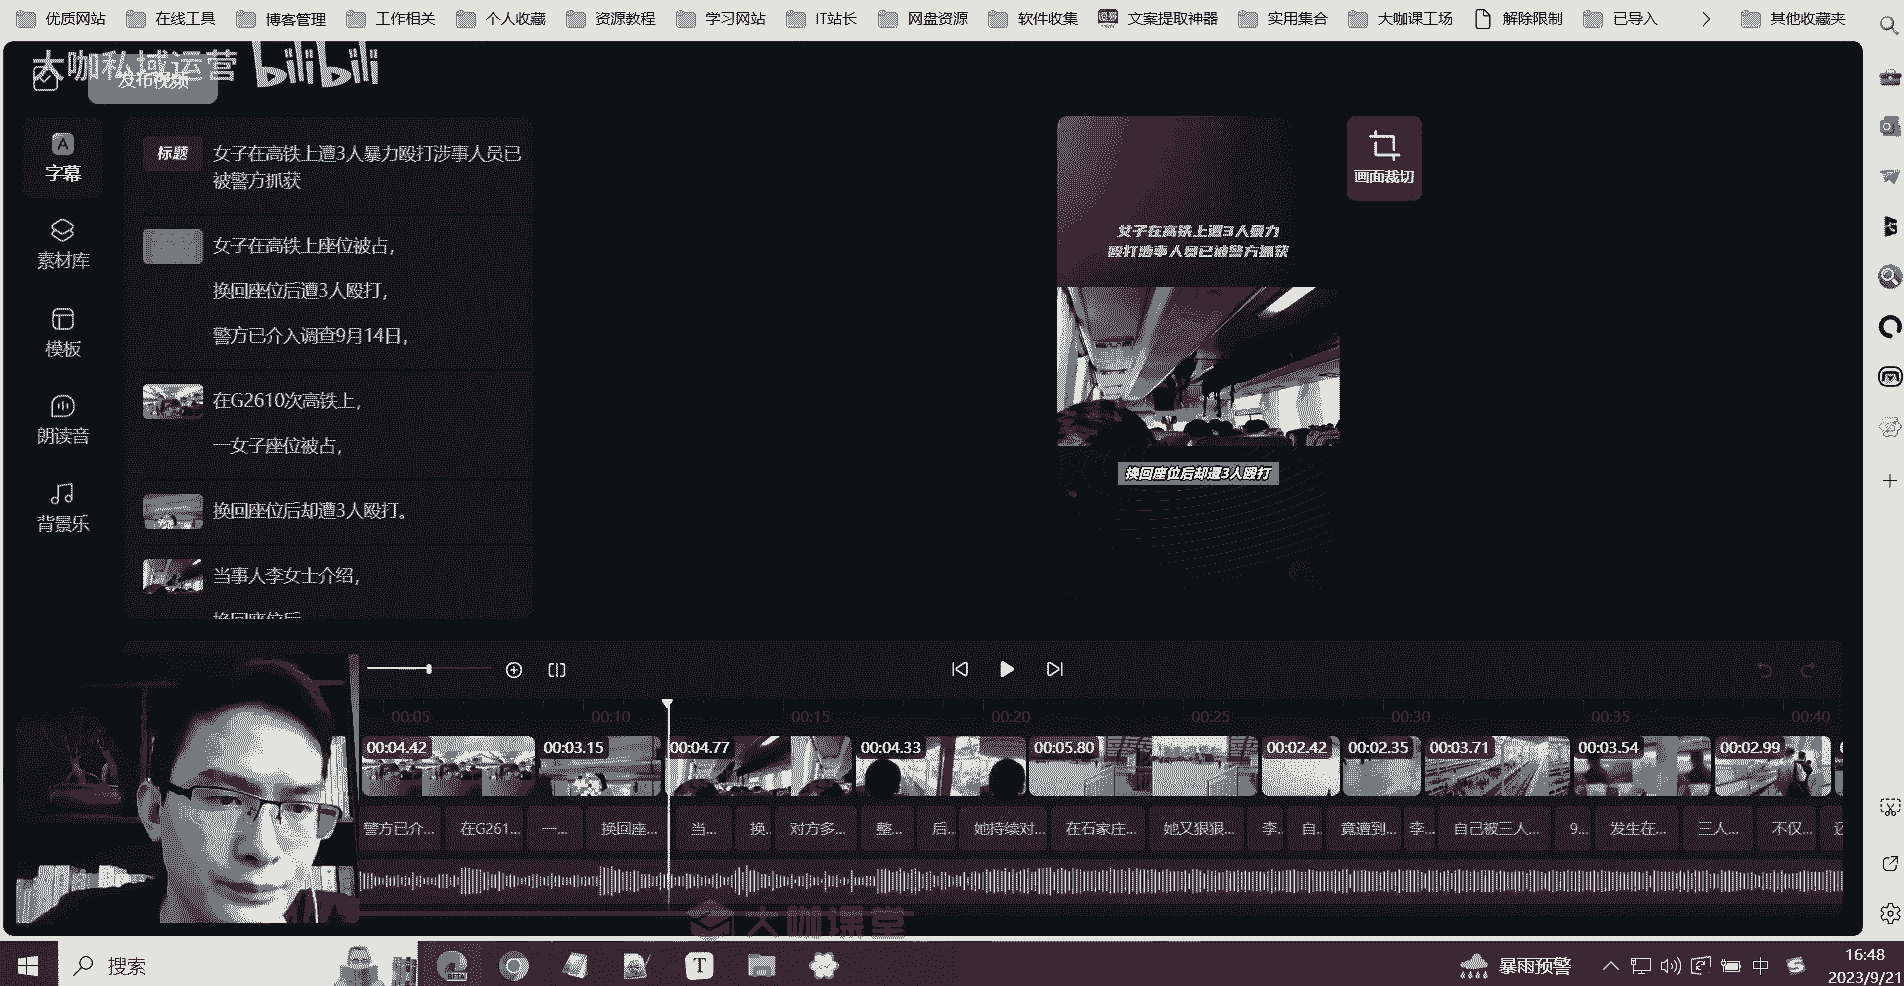 优质网站 在线工具 博客管理 工作相关 个人收藏 资源教程 学习网站 IT站长 网盘资源 软件收集 文案提取神器 实用集合 大咖课工场 解除限制 已导入 其他收藏夹
大咖私域运营 bilibili
发布视频
字幕
素材库
模板
朗读音
背景乐
标题 女子在高铁上遭3人暴力殴打涉事人员已
被警方抓获
女子在高铁上座位被占，
换回座位后遭3人殴打，
警方已介入调查9月14日，
在G2610次高铁上，
一女子座位被占，
换回座位后却遭3人殴打。
当事人李女士介绍，
换回座位后
女子在高铁上遭3人暴力
殴打涉事人员已被警方抓获
换回座位后却遭3人殴打
画面裁切
00:05 00:10 00:15 00:20 00:25 00:30 00:35 00:40
00:04.42 00:03.15 00:04.77 00:04.33 00:05.80 00:02.42 00:02.35 00:03.71 00:03.54 00:02.99
警方已介... 在G261... 一... 换回座... 当... 换.. 对方多... 整... 后.. 她持续对... 在石家庄... 她又狠狠... 李.. 自.. 竟遭到... 李.. 自己被三人... 9... 发生在... 三人... 不仅...
大咖课堂
搜索
BETA
T
暴雨预警
中
16:48
2023/9/21